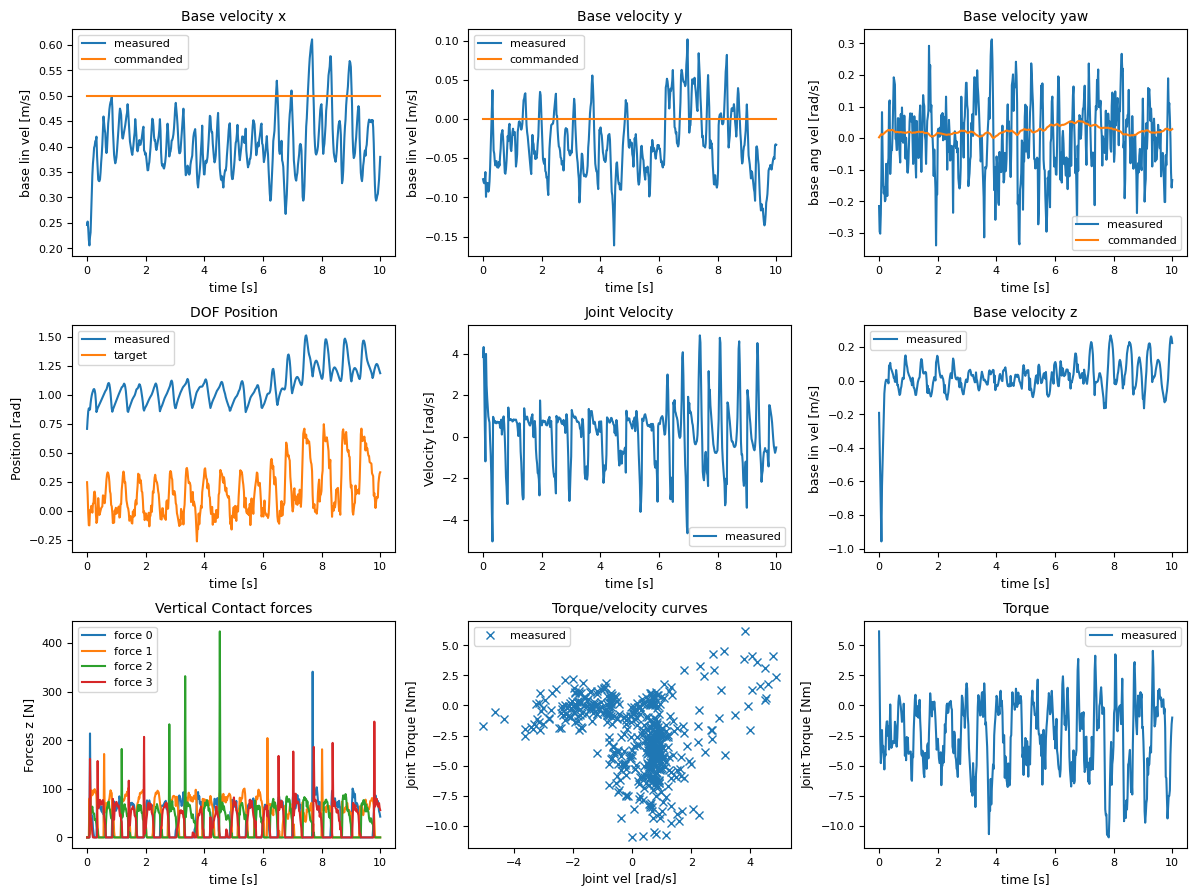 Base velocity x
Base velocity y
Base velocity yaw
base lin vel [m/s]
0.60
0.55
0.50
0.45
0.40
0.35
0.30
0.25
0.20
measured
commanded
0 2 4 6 8 10
time [s]
base lin vel [m/s]
0.10
0.05
0.00
−0.05
−0.10
−0.15
measured
commanded
0 2 4 6 8 10
time [s]
base ang vel [rad/s]
0.3
0.2
0.1
0.0
−0.1
−0.2
−0.3
measured
commanded
0 2 4 6 8 10
time [s]
DOF Position
Joint Velocity
Base velocity z
Position [rad]
1.50
1.25
1.00
0.75
0.50
0.25
0.00
−0.25
measured
target
0 2 4 6 8 10
time [s]
Velocity [rad/s]
4
2
0
−2
−4
measured
0 2 4 6 8 10
time [s]
base lin vel [m/s]
0.2
0.0
−0.2
−0.4
−0.6
−0.8
−1.0
measured
0 2 4 6 8 10
time [s]
Vertical Contact forces
Torque/velocity curves
Torque
Forces z [N]
400
300
200
100
0
force 0
force 1
force 2
force 3
0 2 4 6 8 10
time [s]
Joint Torque [Nm]
5.0
2.5
0.0
−2.5
−5.0
−7.5
−10.0
measured
−4 −2 0 2 4
Joint vel [rad/s]
Joint Torque [Nm]
5.0
2.5
0.0
−2.5
−5.0
−7.5
−10.0
measured
0 2 4 6 8 10
time [s]